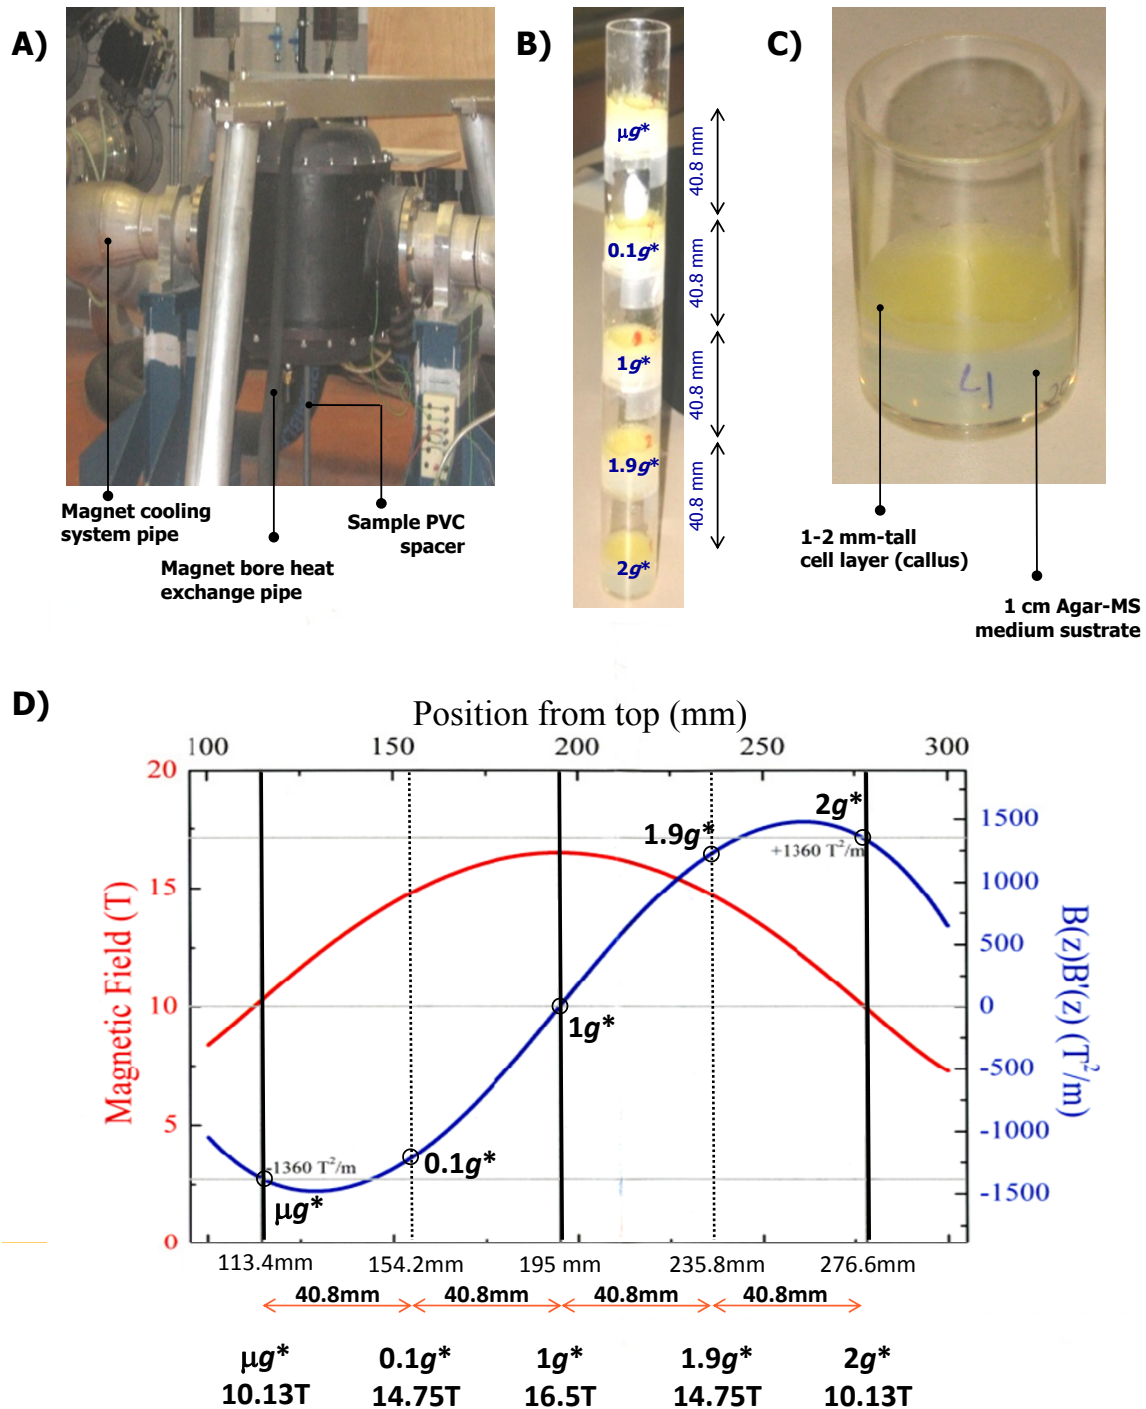 A)
Magnet cooling
system pipe
Magnet bore heat
exchange pipe
Sample PVC
spacer
B)
µg*
0.1g*
1g*
1.9g*
2g*
40.8 mm
40.8 mm
40.8 mm
40.8 mm
C)
1-2 mm-tall
cell layer (callus)
1 cm Agar-MS
medium sustrate
D)
Position from top (mm)
100 150 200 250 300
Magnetic Field (T)
20
15
10
5
0
B(z)B'(z) (T²/m)
1500
1000
500
0
-500
-1000
-1500
2g*
1.9g*
+1360 T²/m
1g*
0.1g*
-1360 T²/m
µg*
113.4mm 154.2mm 195 mm 235.8mm 276.6mm
40.8mm 40.8mm 40.8mm 40.8mm
µg* 0.1g* 1g* 1.9g* 2g*
10.13T 14.75T 16.5T 14.75T 10.13T